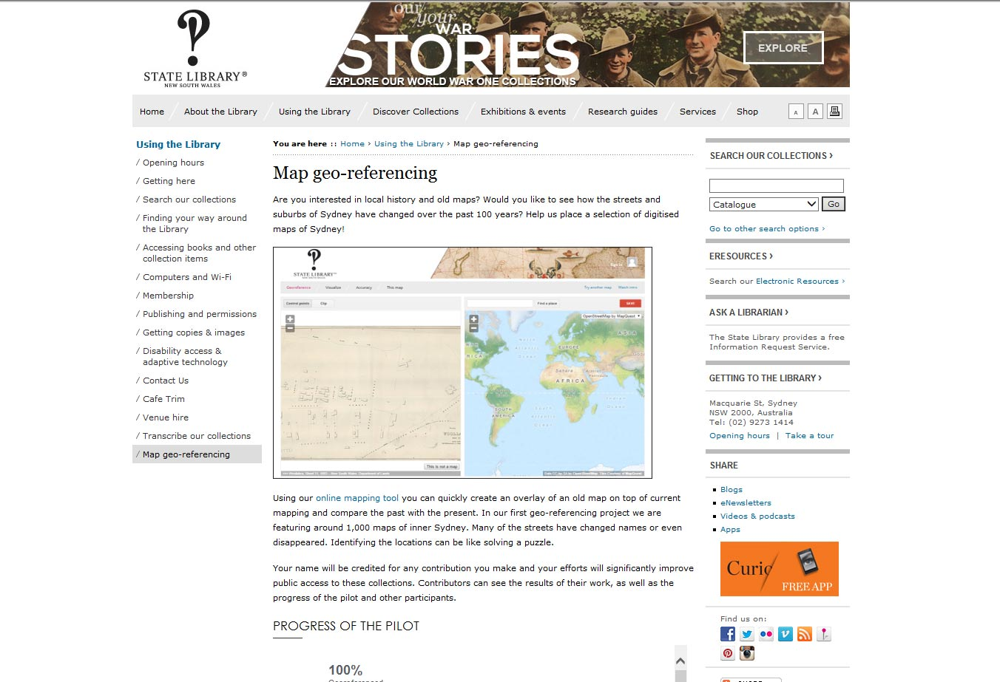 STATE LIBRARY®
NEW SOUTH WALES
our
your
WAR
STORIES
EXPLORE OUR WORLD WAR ONE COLLECTIONS
EXPLORE
Home
About the Library
Using the Library
Discover Collections
Exhibitions & events
Research guides
Services
Shop
A
A
Using the Library
/ Opening hours
/ Getting here
/ Search our collections
/ Finding your way around
the Library
/ Accessing books and other
collection items
/ Computers and Wi-Fi
/ Membership
/ Publishing and permissions
/ Getting copies & images
/ Disability access &
adaptive technology
/ Contact Us
/ Cafe Trim
/ Venue hire
/ Transcribe our collections
/ Map geo-referencing
You are here :: Home › Using the Library › Map geo-referencing
Map geo-referencing
Are you interested in local history and old maps? Would you like to see how the streets and
suburbs of Sydney have changed over the past 100 years? Help us place a selection of digitised
maps of Sydney!
STATE LIBRARY
Sign in
Georeference
Visualize
Accuracy
This map
Try another map
Watch intro
Control points
Clip
Find a place
SAVE
OpenStreetMap by MapQuest
North
Atlantic
Ocean
EUROPE
ASIA
Sahara
Arabian
Peninsula
AFRICA
SOUTH
AMERICA
South
Atlantic
Ocean
Indian
Ocean
This is not a map
Using our online mapping tool you can quickly create an overlay of an old map on top of current
mapping and compare the past with the present. In our first geo-referencing project we are
featuring around 1,000 maps of inner Sydney. Many of the streets have changed names or even
disappeared. Identifying the locations can be like solving a puzzle.
Your name will be credited for any contribution you make and your efforts will significantly improve
public access to these collections. Contributors can see the results of their work, as well as the
progress of the pilot and other participants.
PROGRESS OF THE PILOT
100%
Georeferenced
SEARCH OUR COLLECTIONS ›
Catalogue
Go
Go to other search options ›
ERESOURCES ›
Search our Electronic Resources ›
ASK A LIBRARIAN ›
The State Library provides a free
Information Request Service.
GETTING TO THE LIBRARY ›
Macquarie St, Sydney
NSW 2000, Australia
Tel: (02) 9273 1414
Opening hours | Take a tour
SHARE
Blogs
eNewsletters
Videos & podcasts
Apps
Curio
FREE APP
Find us on:
SHARE